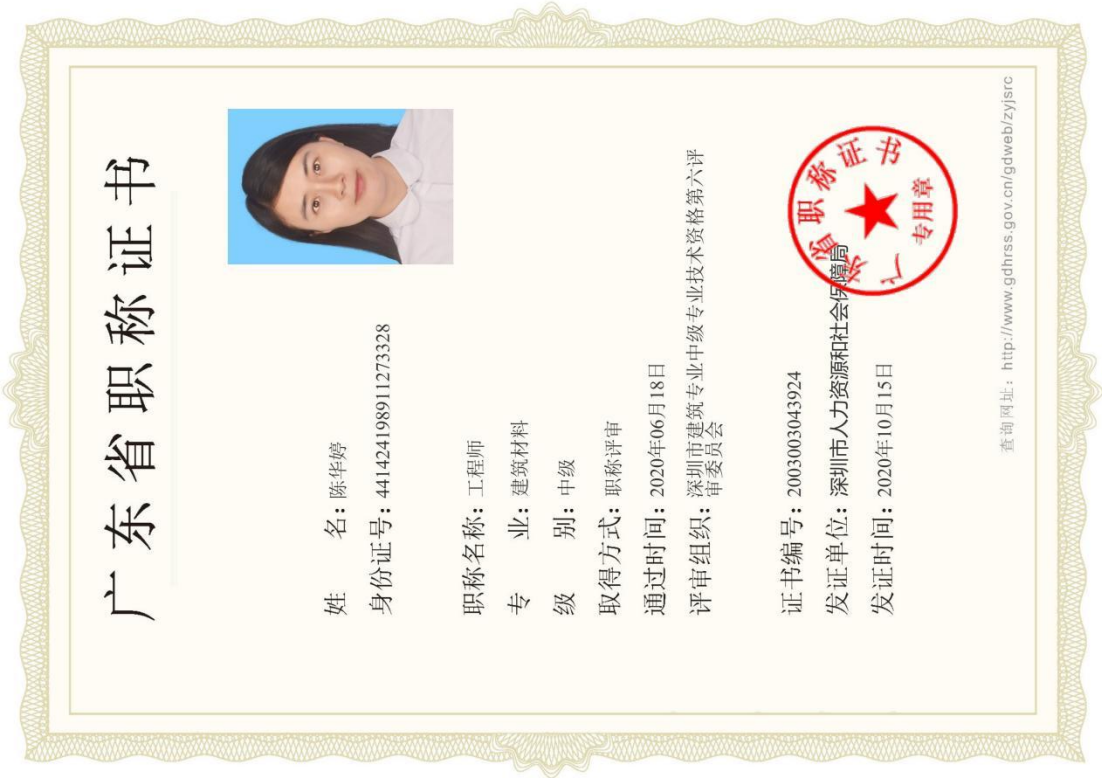 广东省职称证书
姓 名：陈华婷
身份证号：441424198911273328
职称名称：工程师
专 业：建筑材料
级 别：中级
取得方式：职称评审
通过时间：2020年06月18日
评审组织：深圳市建筑专业中级专业技术资格第六评
审委员会
证书编号：2003003043924
发证单位：深圳市人力资源和社会保障局
发证时间：2020年10月15日
广东省职称证书
专用章
查询网址：http://www.gdhrss.gov.cn/gdweb/zyjsrc